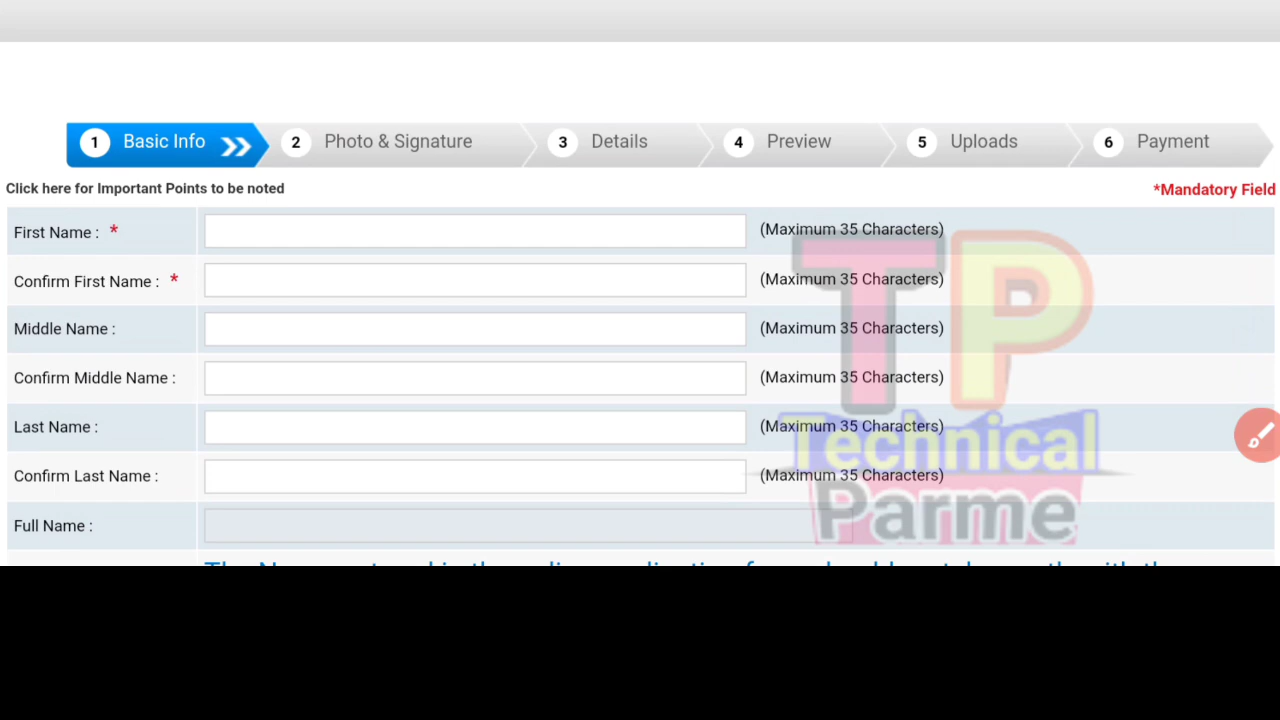 1 Basic Info 2 Photo & Signature 3 Details 4 Preview 5 Uploads 6 Payment
Click here for Important Points to be noted *Mandatory Field
First Name : * (Maximum 35 Characters)
Confirm First Name : * (Maximum 35 Characters)
Middle Name : (Maximum 35 Characters)
Confirm Middle Name : (Maximum 35 Characters)
Last Name : (Maximum 35 Characters)
Confirm Last Name : (Maximum 35 Characters)
Full Name :
TP
Technical
Parme